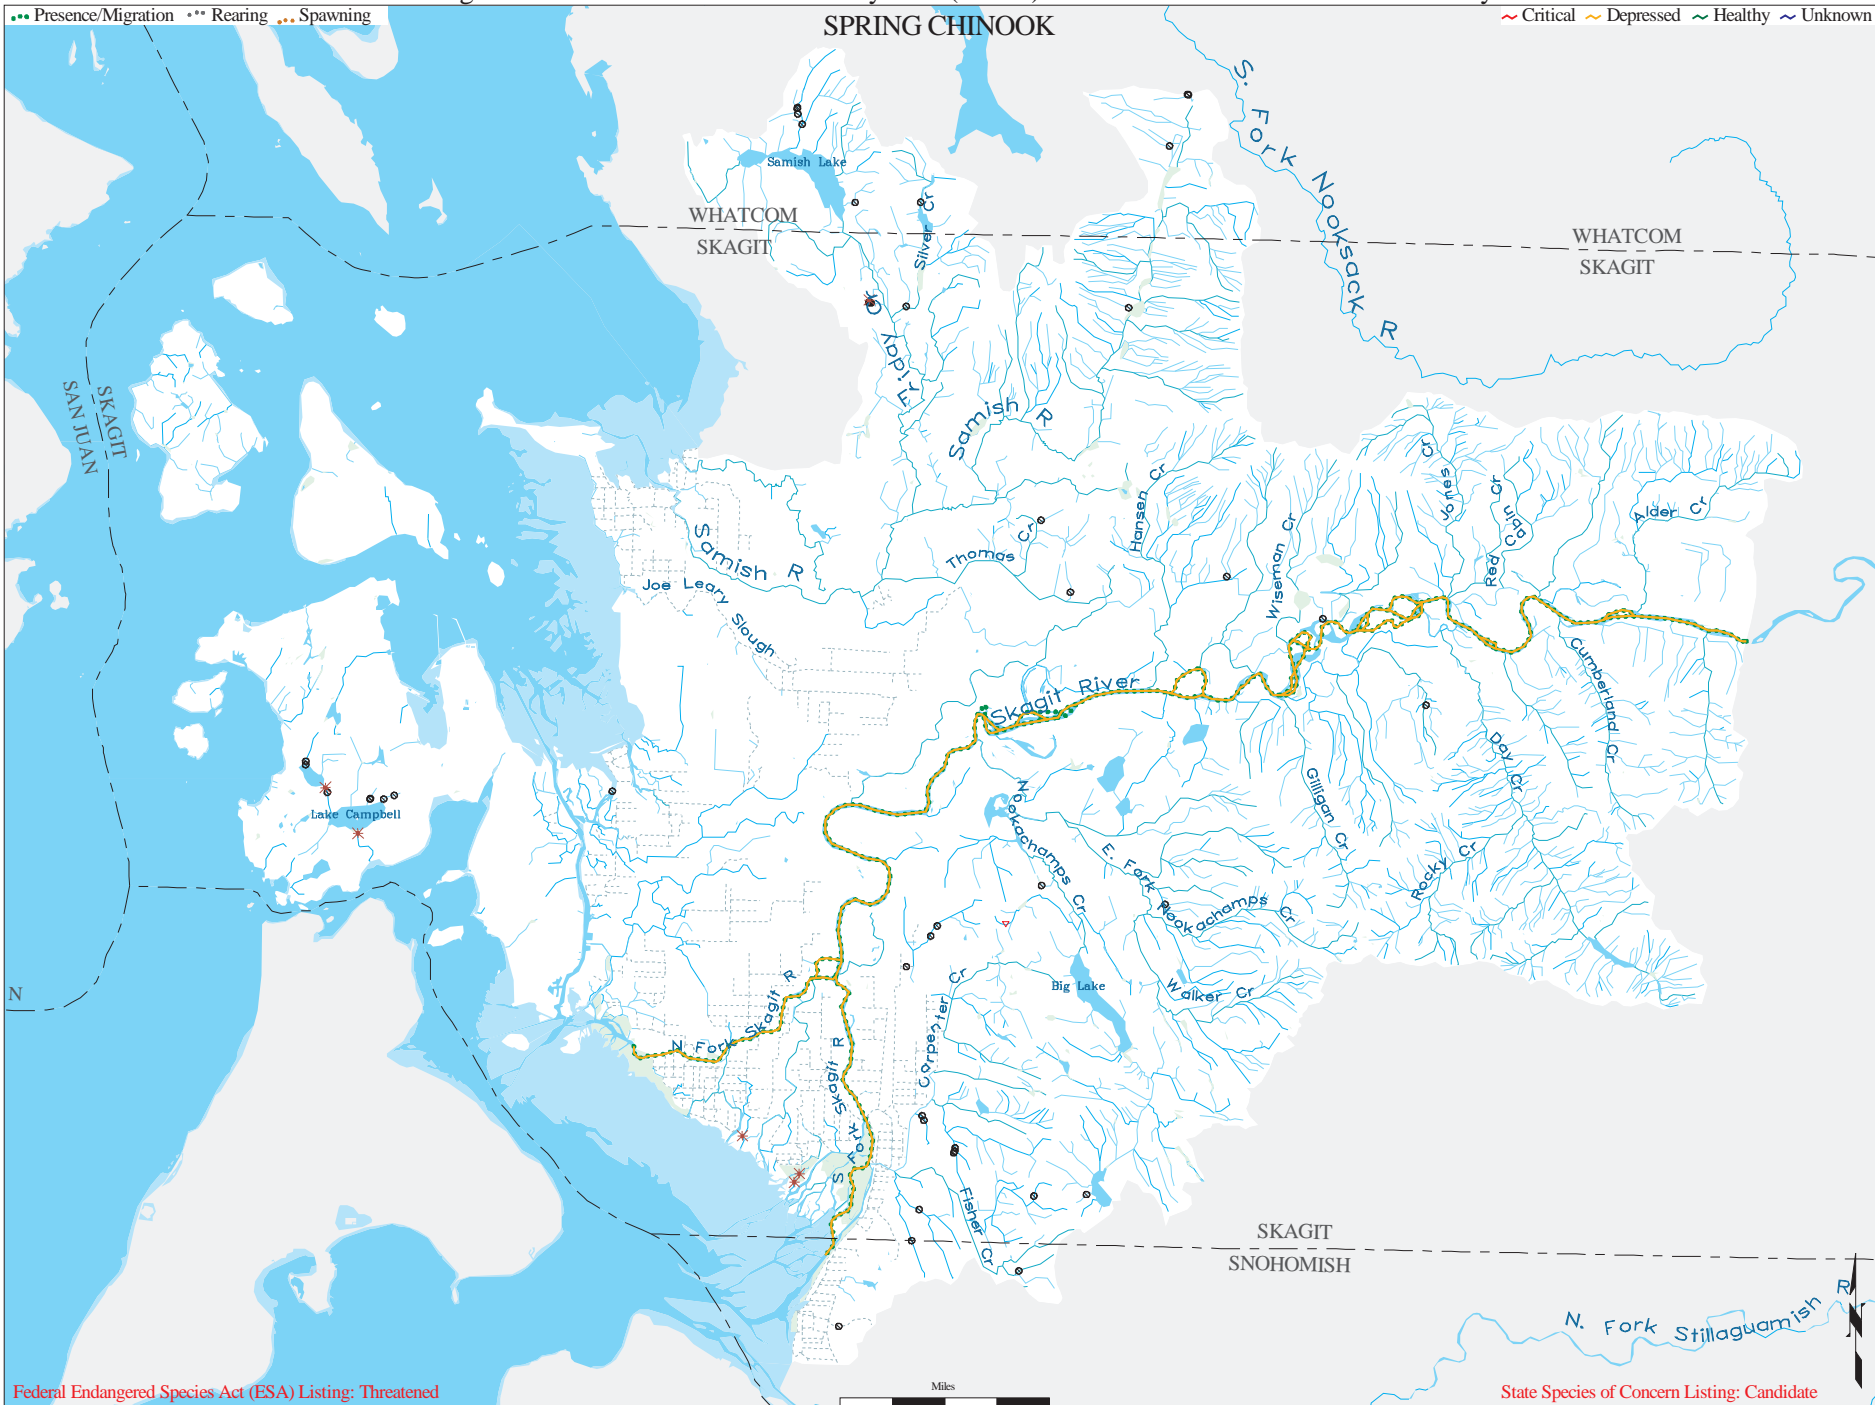 SPRING CHINOOK
Presence/Migration Rearing Spawning
Critical Depressed Healthy Unknown
S. Fork Nooksack R
Samish Lake
WHATCOM
SKAGIT
Silver Cr
WHATCOM
SKAGIT
Friday Cr
Samish R
SKAGIT
SAN JUAN
Hansen Cr
Jones Cr
Red Cabin Cr
Alder Cr
Samish R
Thomas Cr
Wiseman Cr
Joe Leary Slough
Skagit River
Cumberland Cr
Day Cr
Gilligan Cr
Nookachamps Cr
Lake Campbell
E. Fork Nookachamps Cr
Rocky Cr
Big Lake
Walker Cr
Carpenter Cr
N Fork Skagit R
S Fork Skagit R
N
Fisher Cr
SKAGIT
SNOHOMISH
N. Fork Stillaguamish R
N
Miles
Federal Endangered Species Act (ESA) Listing: Threatened
State Species of Concern Listing: Candidate